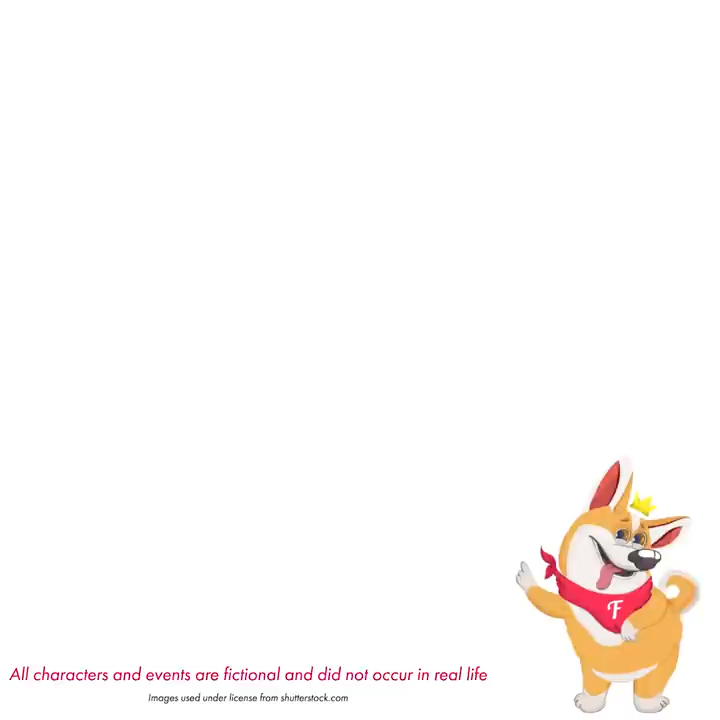 F
All characters and events are fictional and did not occur in real life
Images used under license from shutterstock.com